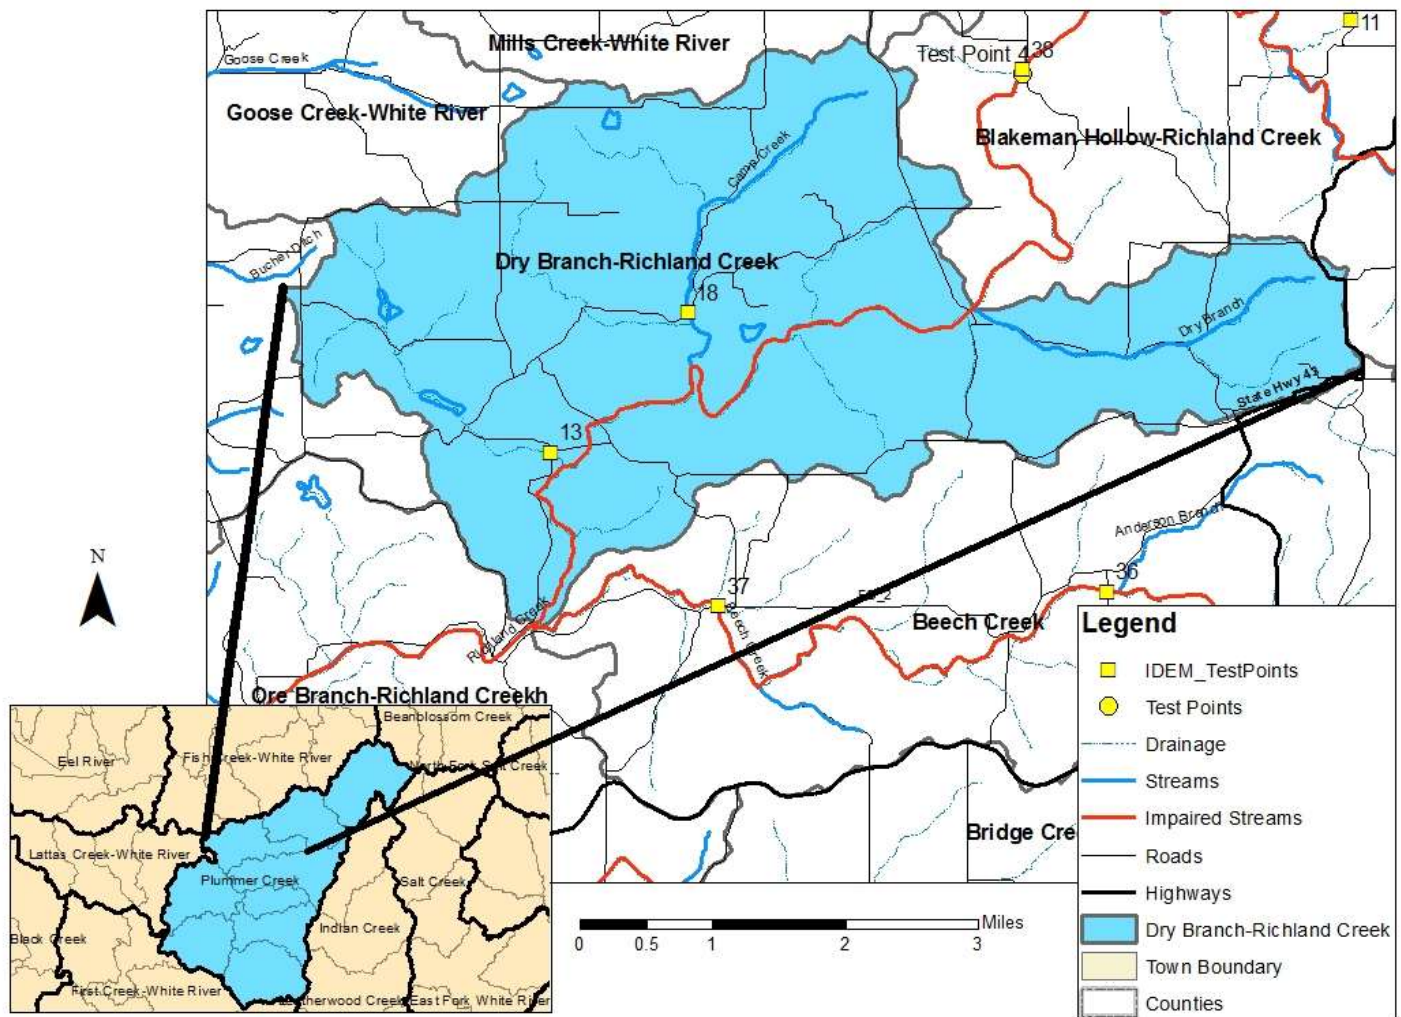 Mills Creek-White River
Test Point 4
38
11
Goose Creek
Goose Creek-White River
Blakeman Hollow-Richland Creek
Camp Creek
Bucher Ditch
Dry Branch-Richland Creek
18
Dry Branch
State Hwy 43
13
Anderson Branch
N
37
36
Beech Creek
Beech Creek
Richland Creek
Ore Branch-Richland Creekh
Bridge Cre
Beanblossom Creek
Eel River
Fish Creek-White River
North Fork Salt Creek
Lattas Creek-White River
Plummer Creek
Salt Creek
Indian Creek
Black Creek
First Creek-White River
East Fork White River
Miles
0 0.5 1 2 3
Legend
IDEM_TestPoints
Test Points
Drainage
Streams
Impaired Streams
Roads
Highways
Dry Branch-Richland Creek
Town Boundary
Counties